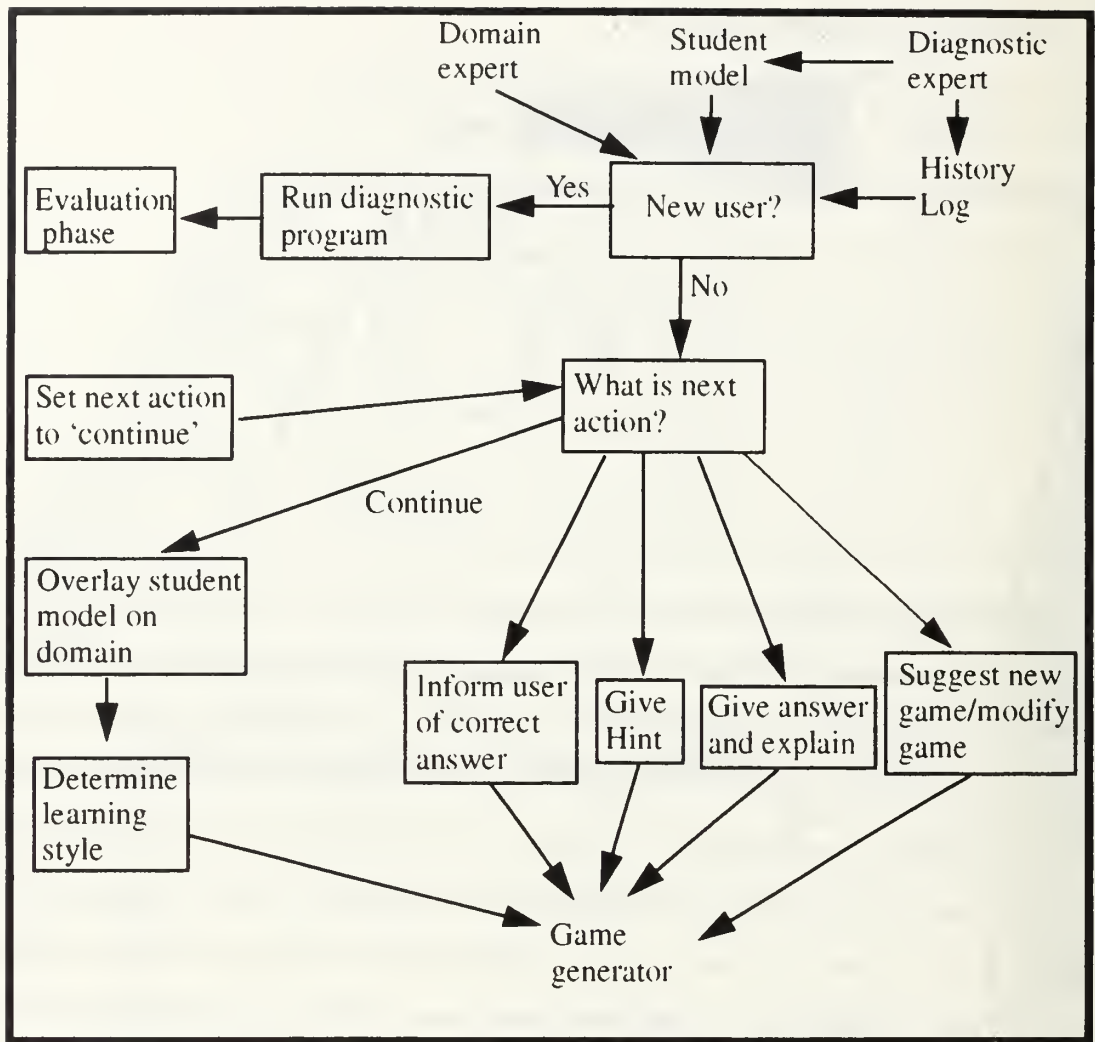 Domain
expert
Student
model
Diagnostic
expert
History
Log
Evaluation
phase
Run diagnostic
program
Yes
New user?
No
Set next action
to ‘continue’
What is next
action?
Continue
Overlay student
model on
domain
Determine
learning
style
Inform user
of correct
answer
Give
Hint
Give answer
and explain
Suggest new
game/modify
game
Game
generator